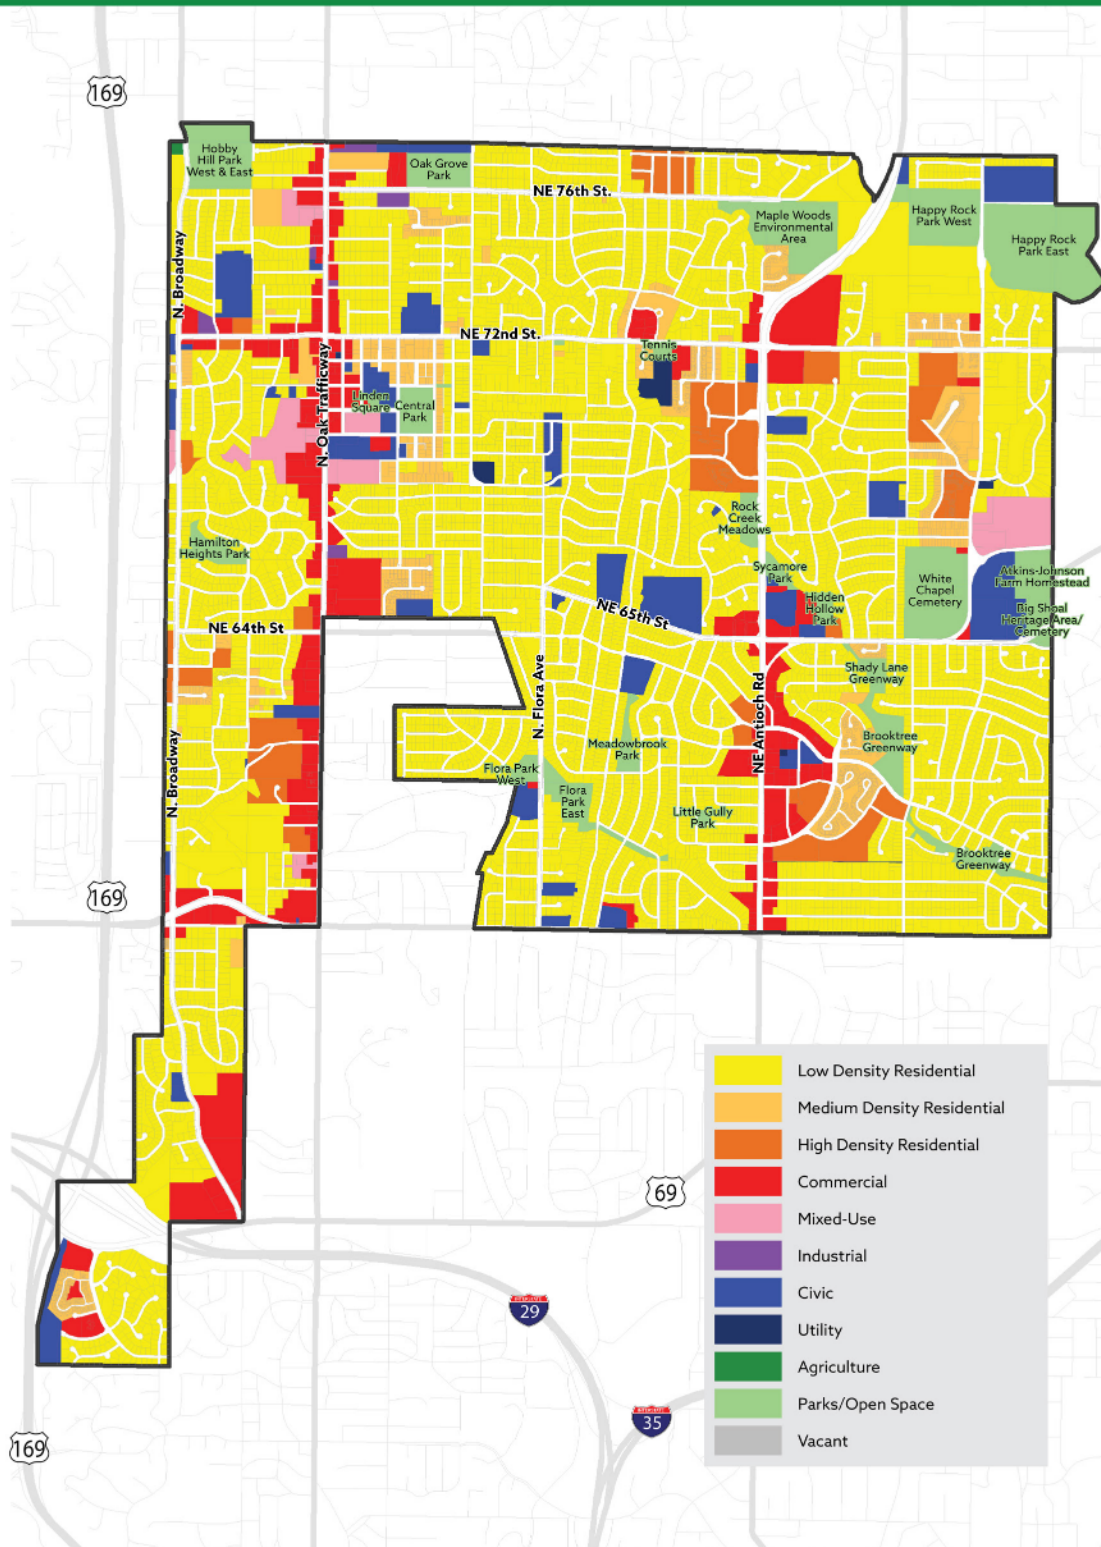 169
Hobby
Hill Park
West & East
Oak Grove
Park
NE 76th St.
Maple Woods
Environmental
Area
Happy Rock
Park West
Happy Rock
Park East
N. Broadway
NE 72nd St.
Tennis
Courts
N. Oak Trafficway
Linden
Square
Central
Park
Rock
Creek
Meadows
Hamilton
Heights Park
Sycamore
Park
Hidden
Hollow
Park
White
Chapel
Cemetery
Atkins-Johnson
Farm Homestead
Big Shoal
Heritage Area/
Cemetery
NE 65th St
NE 64th St
N. Flora Ave
NE Antioch Rd
Shady Lane
Greenway
Brooktree
Greenway
Meadowbrook
Park
Flora Park
West
Flora
Park
East
Little Gully
Park
N. Broadway
Brooktree
Greenway
169
69
INTERSTATE
29
INTERSTATE
35
169
Low Density Residential
Medium Density Residential
High Density Residential
Commercial
Mixed-Use
Industrial
Civic
Utility
Agriculture
Parks/Open Space
Vacant